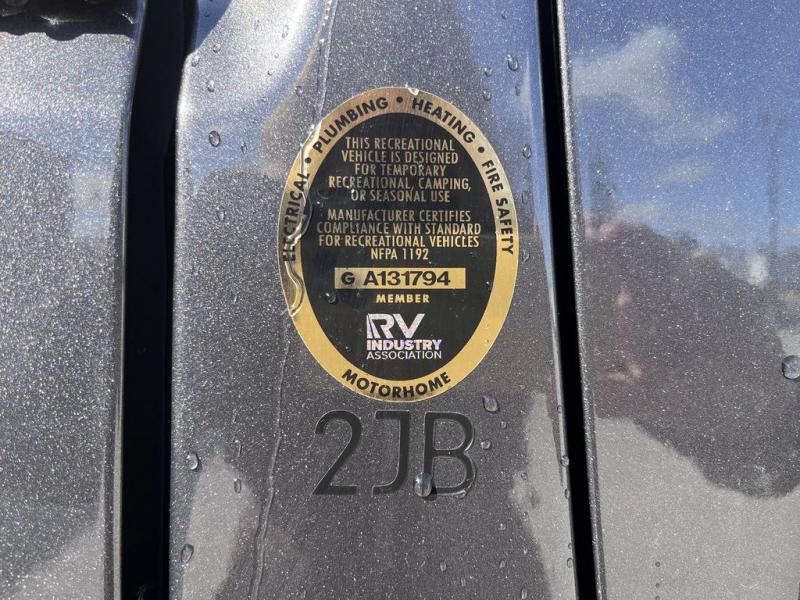 ELECTRICAL • PLUMBING • HEATING • FIRE SAFETY
THIS RECREATIONAL
VEHICLE IS DESIGNED
FOR TEMPORARY
RECREATIONAL, CAMPING,
OR SEASONAL USE
MANUFACTURER CERTIFIES
COMPLIANCE WITH STANDARD
FOR RECREATIONAL VEHICLES
NFPA 1192
G A131794
MEMBER
RV
INDUSTRY
ASSOCIATION
MOTORHOME
2JB